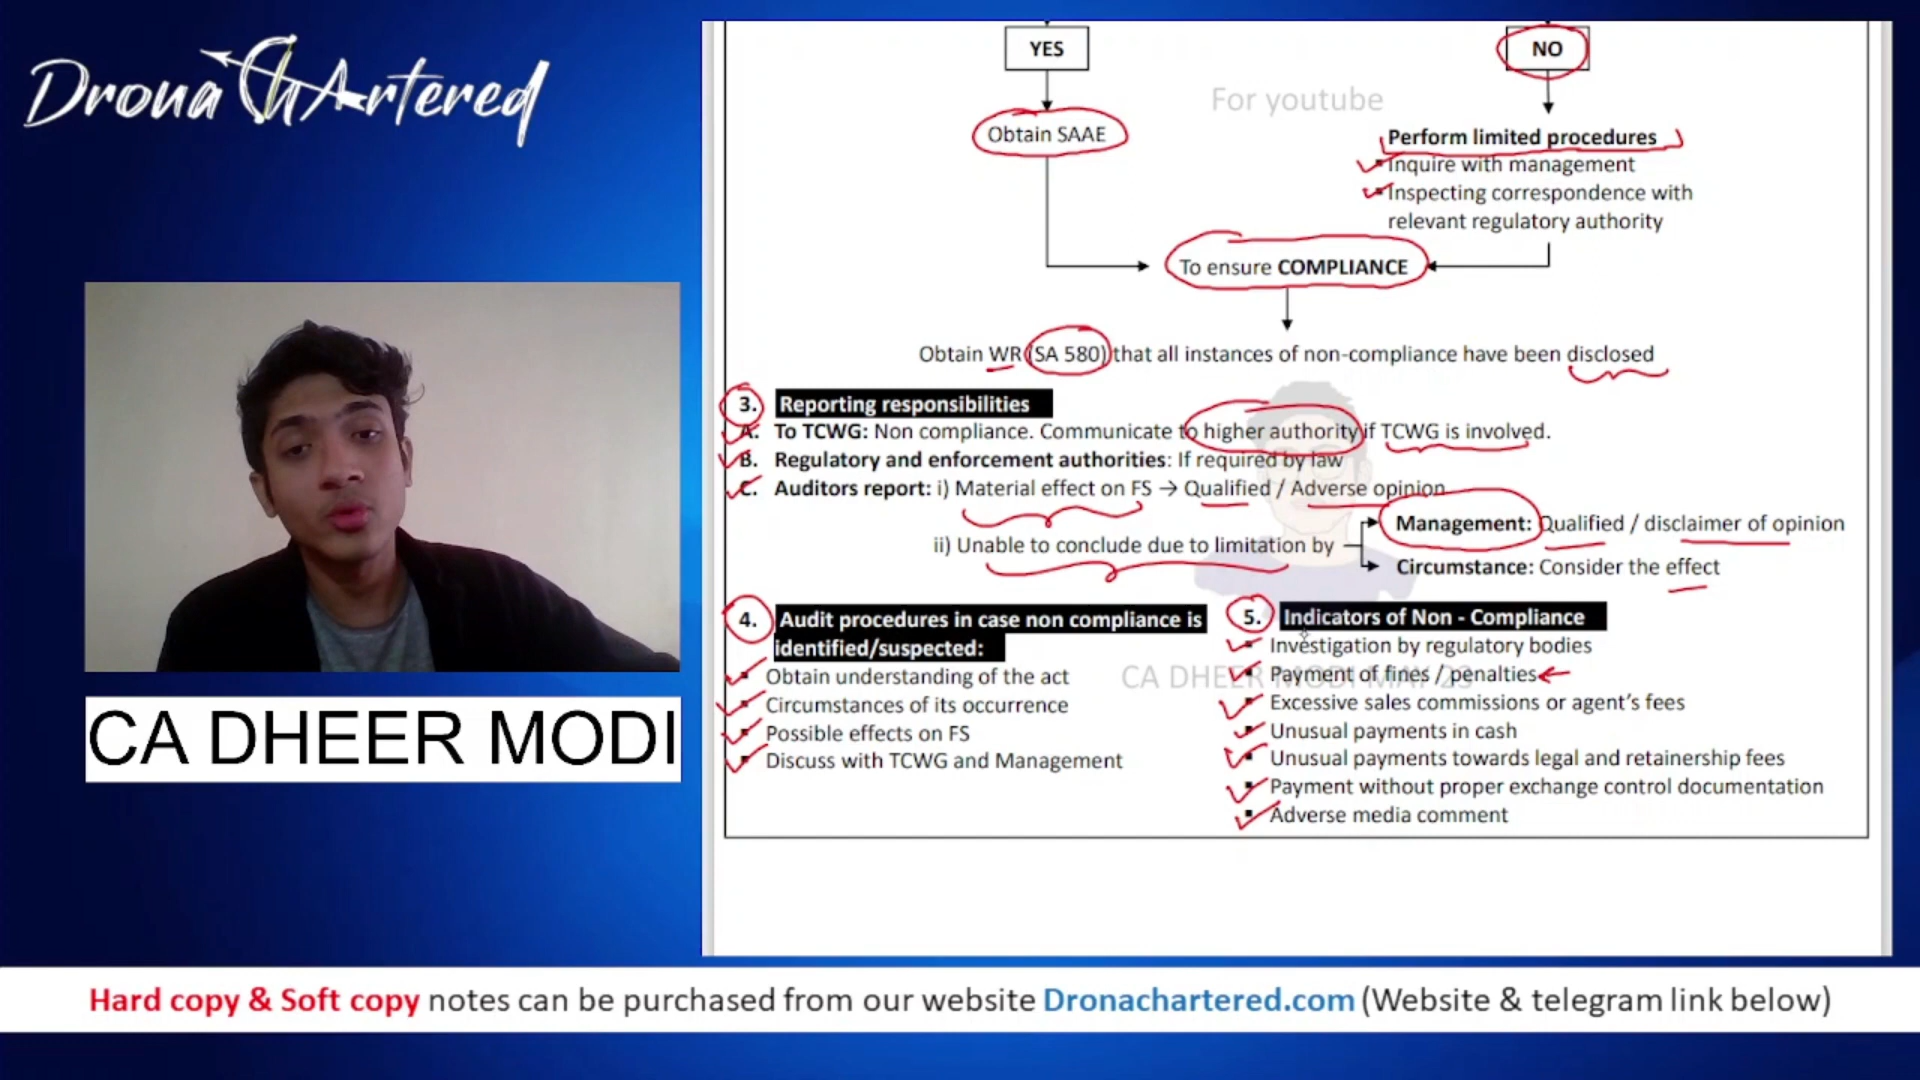 Drona ChArtered
YES
NO
For youtube
Obtain SAAE
Perform limited procedures
▪ Inquire with management
▪ Inspecting correspondence with
relevant regulatory authority
To ensure COMPLIANCE
Obtain WR (SA 580) that all instances of non-compliance have been disclosed
3. Reporting responsibilities
A. To TCWG: Non compliance. Communicate to higher authority if TCWG is involved.
B. Regulatory and enforcement authorities: If required by law
C. Auditors report: i) Material effect on FS → Qualified / Adverse opinion
Management: Qualified / disclaimer of opinion
ii) Unable to conclude due to limitation by
Circumstance: Consider the effect
4. Audit procedures in case non compliance is
identified/suspected:
▪ Obtain understanding of the act
▪ Circumstances of its occurrence
▪ Possible effects on FS
▪ Discuss with TCWG and Management
5. Indicators of Non - Compliance
▪ Investigation by regulatory bodies
▪ Payment of fines / penalties
▪ Excessive sales commissions or agent's fees
▪ Unusual payments in cash
▪ Unusual payments towards legal and retainership fees
▪ Payment without proper exchange control documentation
▪ Adverse media comment
CA DHEER MODI MAY 23
CA DHEER MODI
Hard copy & Soft copy notes can be purchased from our website Dronachartered.com (Website & telegram link below)